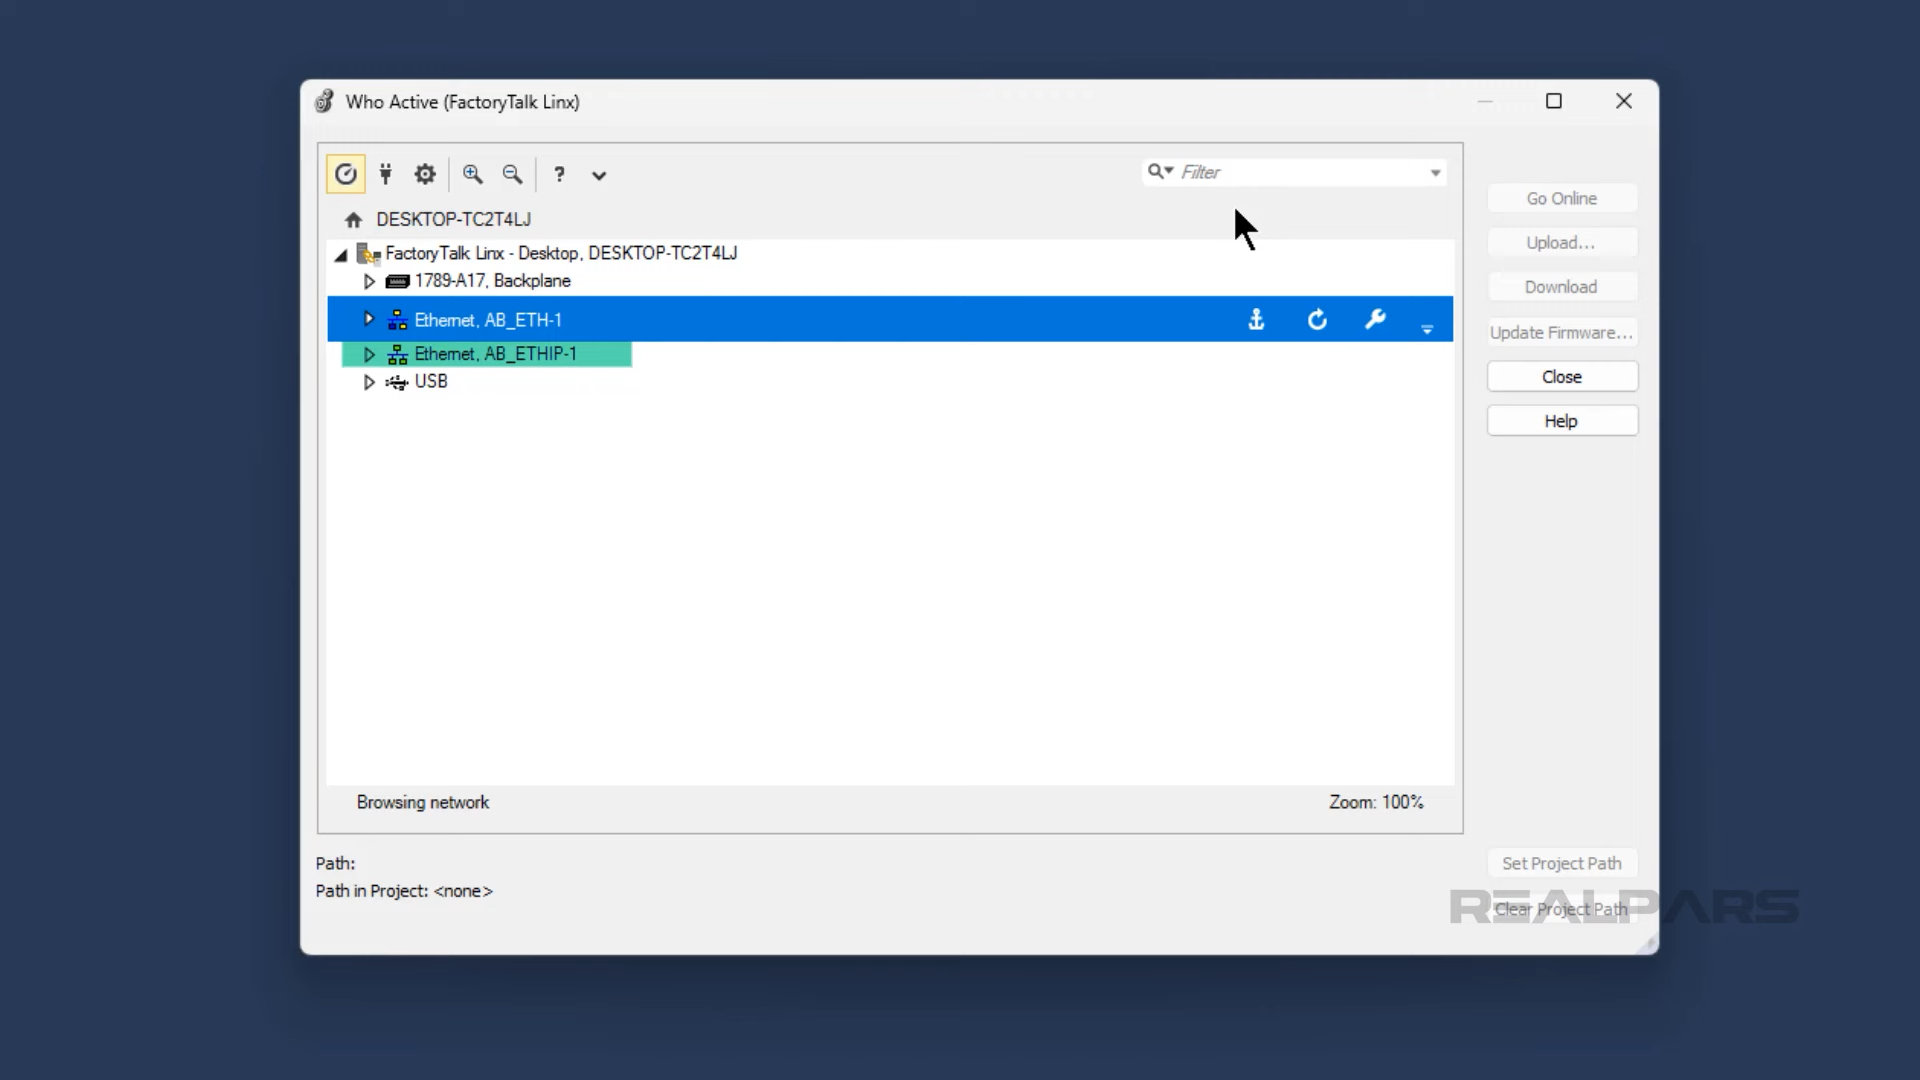 Who Active (FactoryTalk Linx)
? Filter
DESKTOP-TC2T4LJ
FactoryTalk Linx - Desktop, DESKTOP-TC2T4LJ
1789-A17, Backplane
Ethernet, AB_ETH-1
Ethernet, AB_ETHIP-1
USB
Browsing network
Zoom: 100%
Go Online
Upload...
Download
Update Firmware...
Close
Help
Path:
Path in Project: <none>
Set Project Path
Clear Project Path
REALPARS